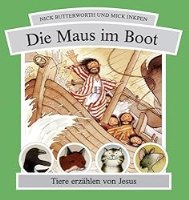 NICK BUTTERWORTH UND MICK INKPEN
Die Maus im Boot
Tiere erzählen von Jesus